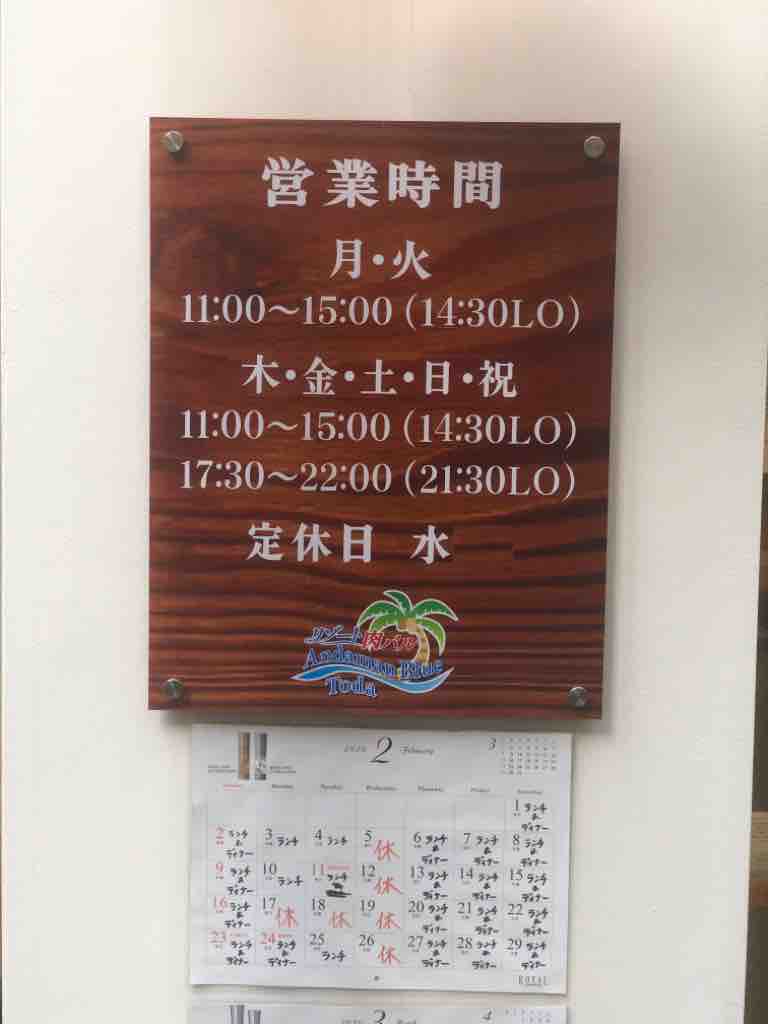 営業時間
月・火
11:00～15:00 (14:30LO)
木・金・土・日・祝
11:00～15:00 (14:30LO)
17:30～22:00 (21:30LO)
定休日 水
リゾート肉バル
Andaman Blue
Toda
2020 2 February 3
1 ランチ & ディナー
2 ランチ & ディナー 3 ランチ 4 ランチ 5 休 6 ランチ & ディナー 7 ランチ & ディナー 8 ランチ & ディナー
9 ランチ & ディナー 10 ランチ 11 ランチ 12 休 13 ランチ & ディナー 14 ランチ & ディナー 15 ランチ & ディナー
16 ランチ & ディナー 17 休 18 休 19 休 20 ランチ & ディナー 21 ランチ & ディナー 22 ランチ & ディナー
23 ランチ & ディナー 24 ランチ & ディナー 25 ランチ 26 休 27 ランチ & ディナー 28 ランチ & ディナー 29 ランチ & ディナー
ROYAL
3 4